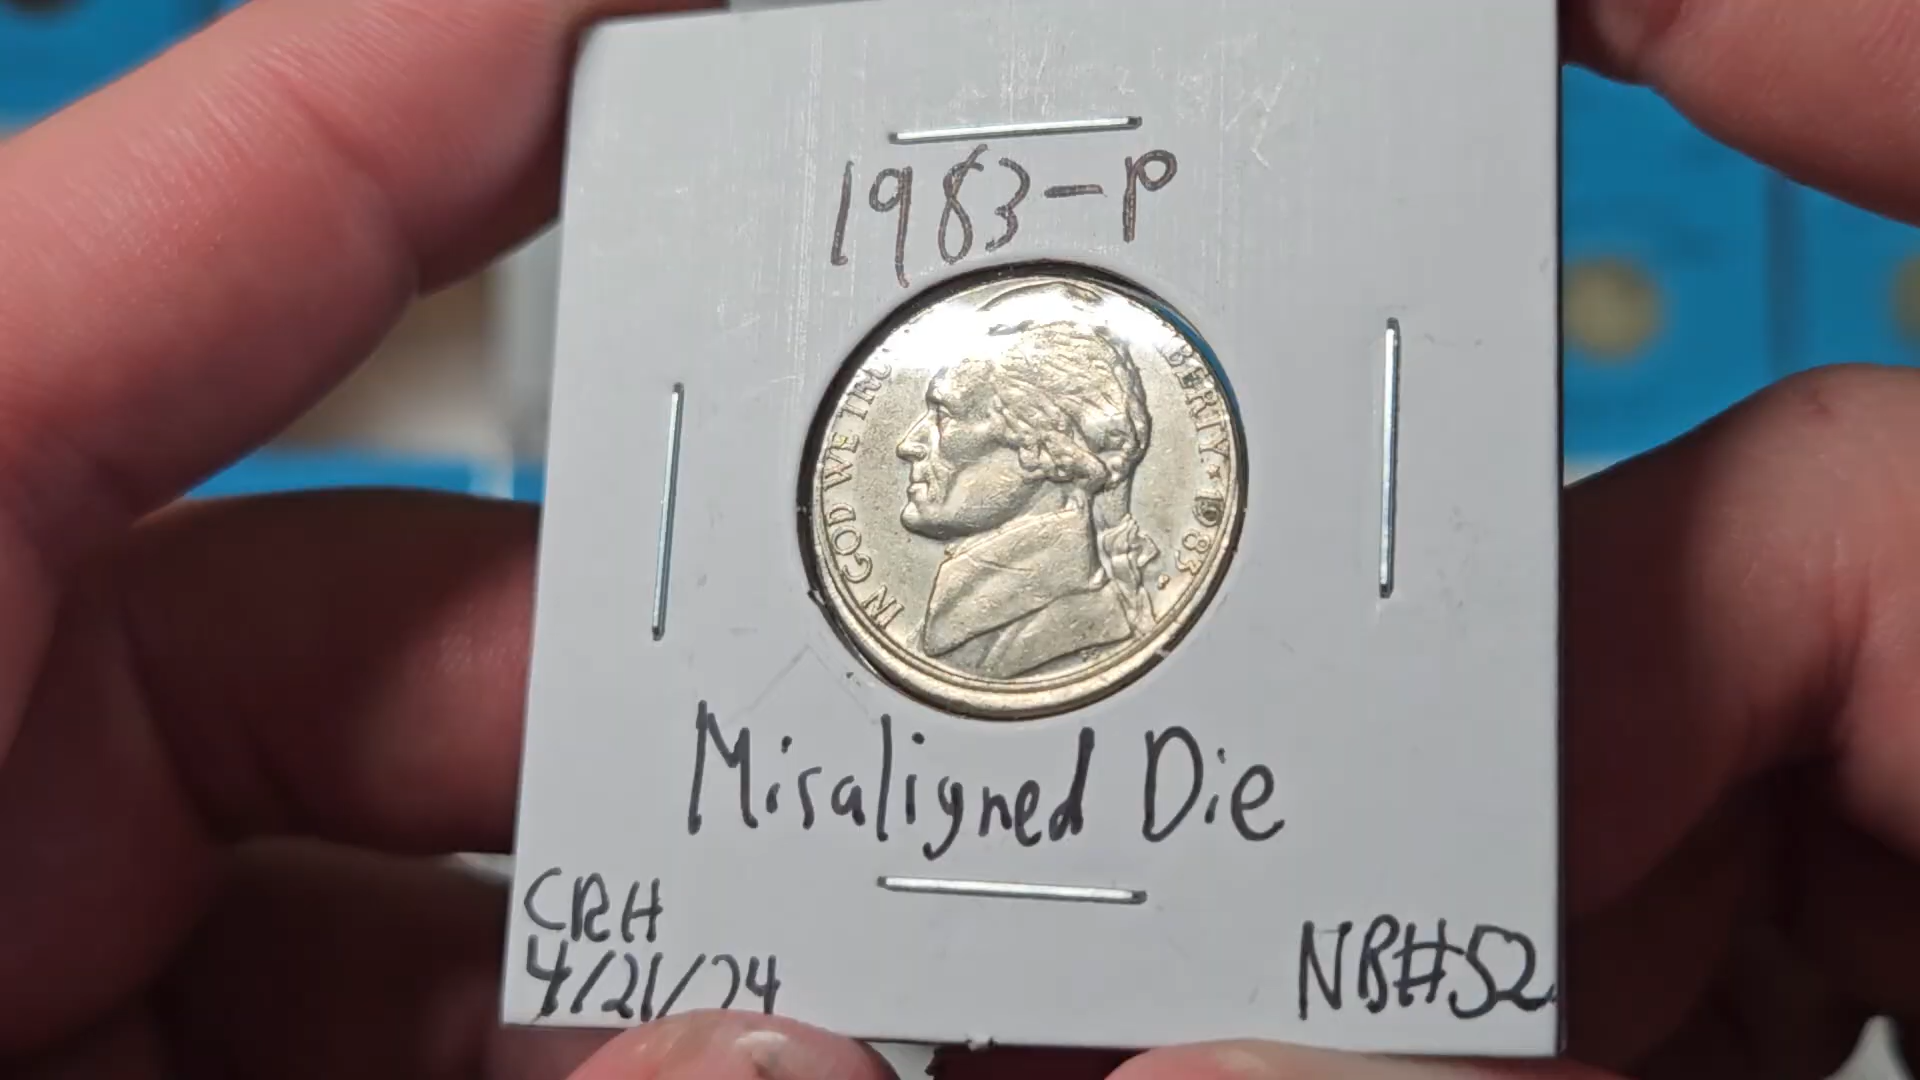 1983-P
IN GOD WE TRU
BERTY * 1983
P
Misaligned Die
CRH
4/21/24
NB#52